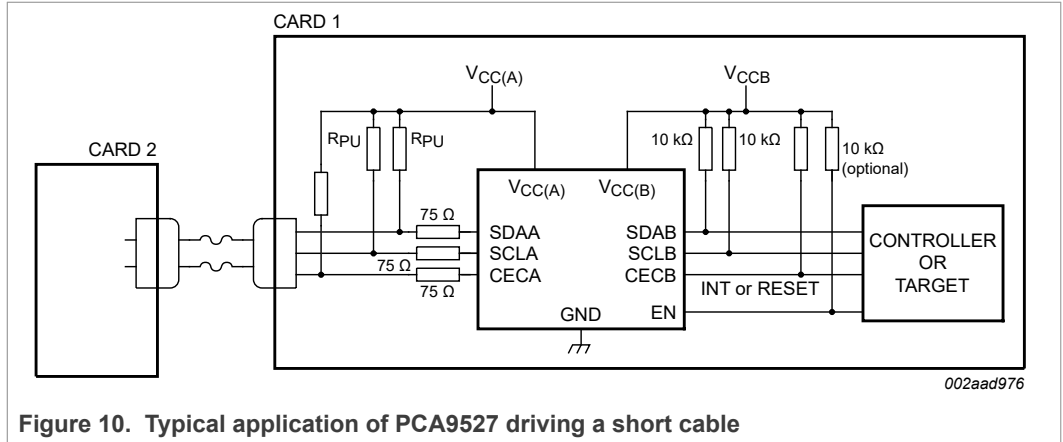 CARD 1
V_CC(A)
V_CCB
R_PU
R_PU
10 kΩ
10 kΩ
10 kΩ
(optional)
CARD 2
V_CC(A)
V_CC(B)
75 Ω
75 Ω
75 Ω
SDAA
SCLA
CECA
SDAB
SCLB
CECB
GND
EN
INT or RESET
CONTROLLER
OR
TARGET
002aad976
Figure 10. Typical application of PCA9527 driving a short cable